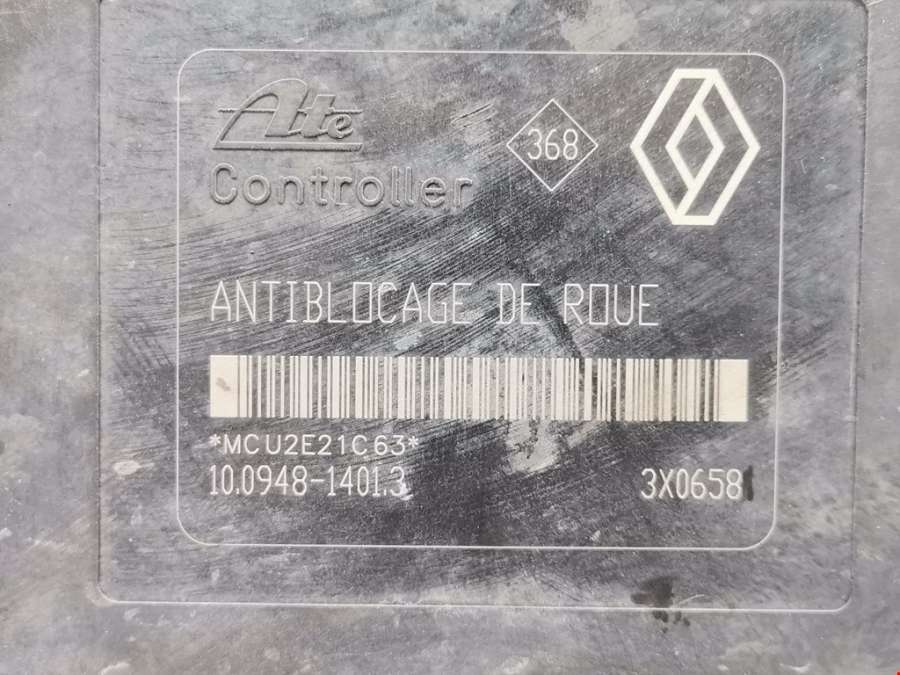 Ate
Controller
368
ANTIBLOCAGE DE ROUE
*MCU2E21C63*
10.0948-1401.3
3X0658